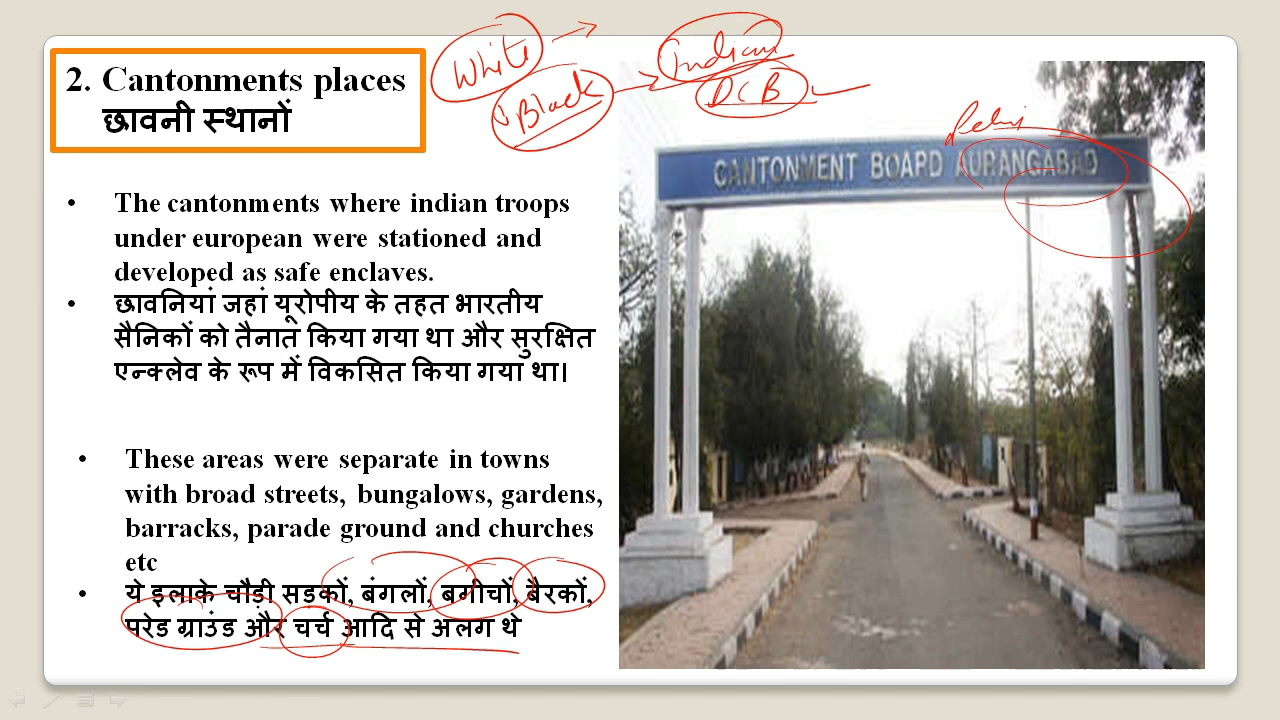 White
Black
Indian
DCB
2. Cantonments places
छावनी स्थानों
CANTONMENT BOARD AURANGABAD
• The cantonments where indian troops
under european were stationed and
developed as safe enclaves.
• छावनियां जहां यूरोपीय के तहत भारतीय
सैनिकों को तैनात किया गया था और सुरक्षित
एन्क्लेव के रूप में विकसित किया गया था।
• These areas were separate in towns
with broad streets, bungalows, gardens,
barracks, parade ground and churches
etc
• ये इलाके चौड़ी सड़कों, बंगलों, बगीचों, बैरकों,
परेड ग्राउंड और चर्च आदि से अलग थे